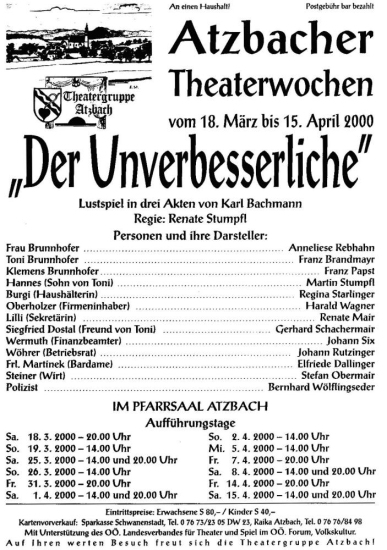 An einen Haushalt!
Postgebühr bar bezahlt
Atzbacher
Theaterwochen
Theatergruppe
Atzbach
vom 18. März bis 15. April 2000
„Der Unverbesserliche”
Lustspiel in drei Akten von Karl Bachmann
Regie: Renate Stumpfl
Personen und ihre Darsteller:
Frau Brunnhofer Anneliese Rebhahn
Toni Brunnhofer Franz Brandmayr
Klemens Brunnhofer Franz Papst
Hannes (Sohn von Toni) Martin Stumpfl
Burgi (Haushälterin) Regina Starlinger
Oberholzer (Firmeninhaber) Harald Wagner
Lilli (Sekretärin) Renate Mair
Siegfried Dostal (Freund von Toni) Gerhard Schachermair
Wermuth (Finanzbeamter) Johann Six
Wöhrer (Betriebsrat) Johann Rutzinger
Frl. Martinek (Bardame) Elfriede Dallinger
Steiner (Wirt) Stefan Obermair
Polizist Bernhard Wölflingseder
IM PFARRSAAL ATZBACH
Aufführungstage
Sa. 18. 3. 2000 – 20.00 Uhr
So. 19. 3. 2000 – 14.00 Uhr
Sa. 25. 3. 2000 – 14.00 und 20.00 Uhr
So. 26. 3. 2000 – 14.00 Uhr
Fr. 31. 3. 2000 – 20.00 Uhr
Sa. 1. 4. 2000 – 14.00 und 20.00 Uhr
So. 2. 4. 2000 – 14.00 Uhr
Mi. 5. 4. 2000 – 14.00 Uhr
Fr. 7. 4. 2000 – 20.00 Uhr
Sa. 8. 4. 2000 – 14.00 und 20.00 Uhr
Fr. 14. 4. 2000 – 20.00 Uhr
Sa. 15. 4. 2000 – 14.00 und 20.00 Uhr
Eintrittspreise: Erwachsene S 80,– / Kinder S 40,–
Kartenvorverkauf: Sparkasse Schwanenstadt, Tel. 0 76 73/23 05 DW 23, Raika Atzbach, Tel. 0 76 76/84 98
Mit Unterstützung des OÖ. Landesverbandes für Theater und Spiel im OÖ. Forum, Volkskultur.
Auf Ihren werten Besuch freut sich die Theatergruppe Atzbach!